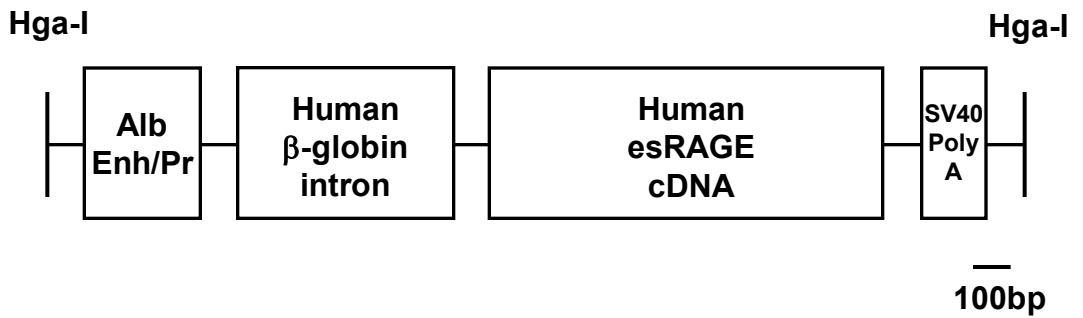 Hga-I
Hga-I
Alb
Enh/Pr
Human
β-globin
intron
Human
esRAGE
cDNA
SV40
Poly
A
100bp